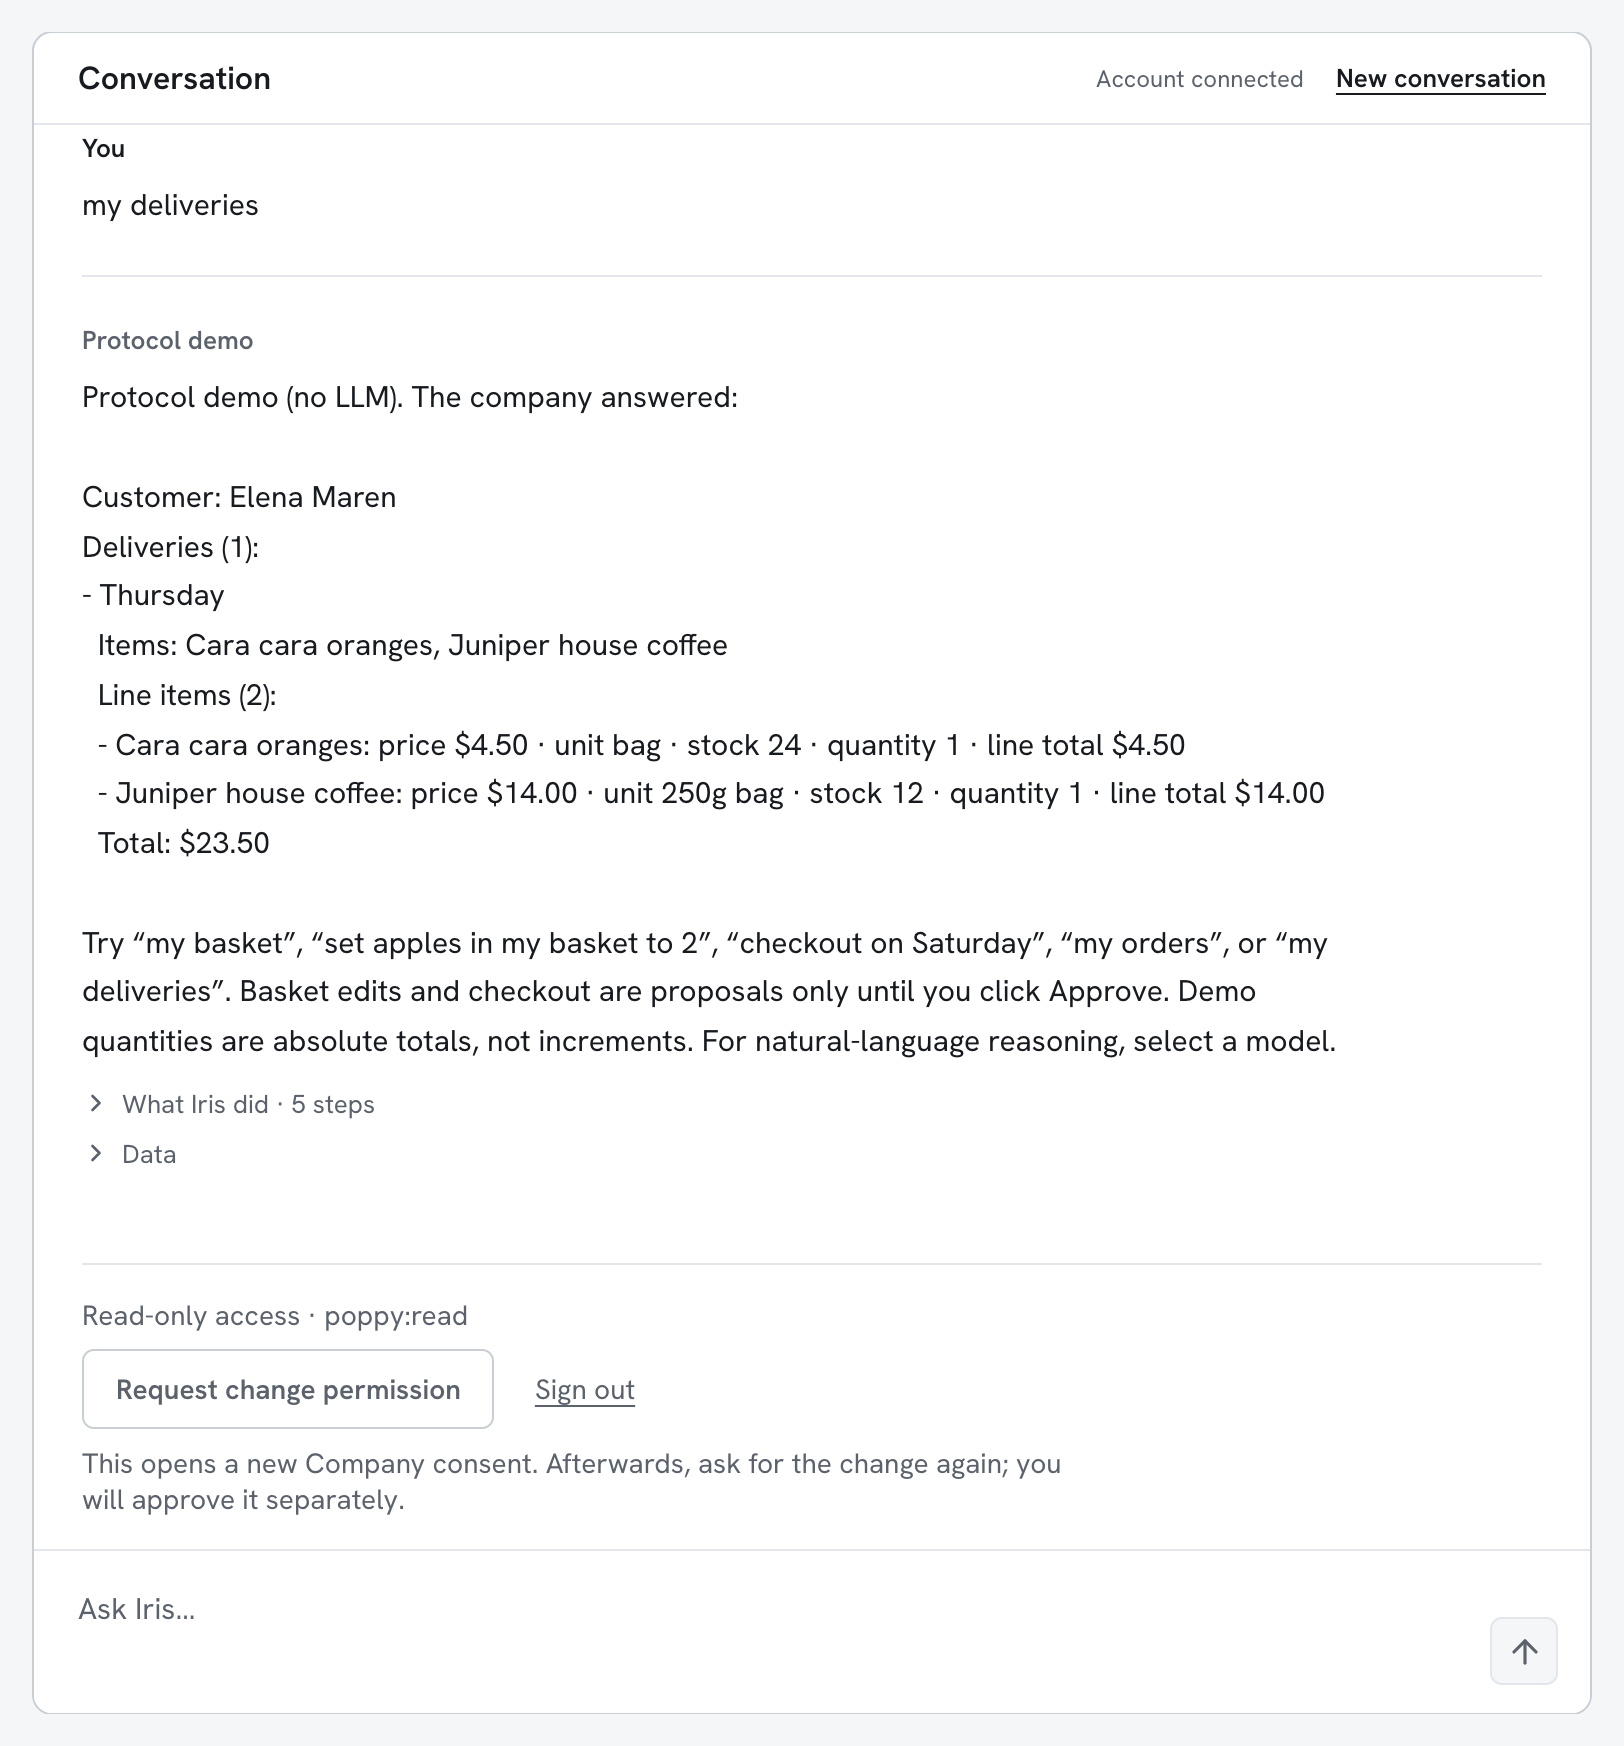 Conversation
Account connected
New conversation
You
my deliveries
Protocol demo
Protocol demo (no LLM). The company answered:
Customer: Elena Maren
Deliveries (1):
- Thursday
Items: Cara cara oranges, Juniper house coffee
Line items (2):
- Cara cara oranges: price $4.50 · unit bag · stock 24 · quantity 1 · line total $4.50
- Juniper house coffee: price $14.00 · unit 250g bag · stock 12 · quantity 1 · line total $14.00
Total: $23.50
Try “my basket”, “set apples in my basket to 2”, “checkout on Saturday”, “my orders”, or “my
deliveries”. Basket edits and checkout are proposals only until you click Approve. Demo
quantities are absolute totals, not increments. For natural-language reasoning, select a model.
What Iris did · 5 steps
Data
Read-only access · poppy:read
Request change permission
Sign out
This opens a new Company consent. Afterwards, ask for the change again; you
will approve it separately.
Ask Iris...